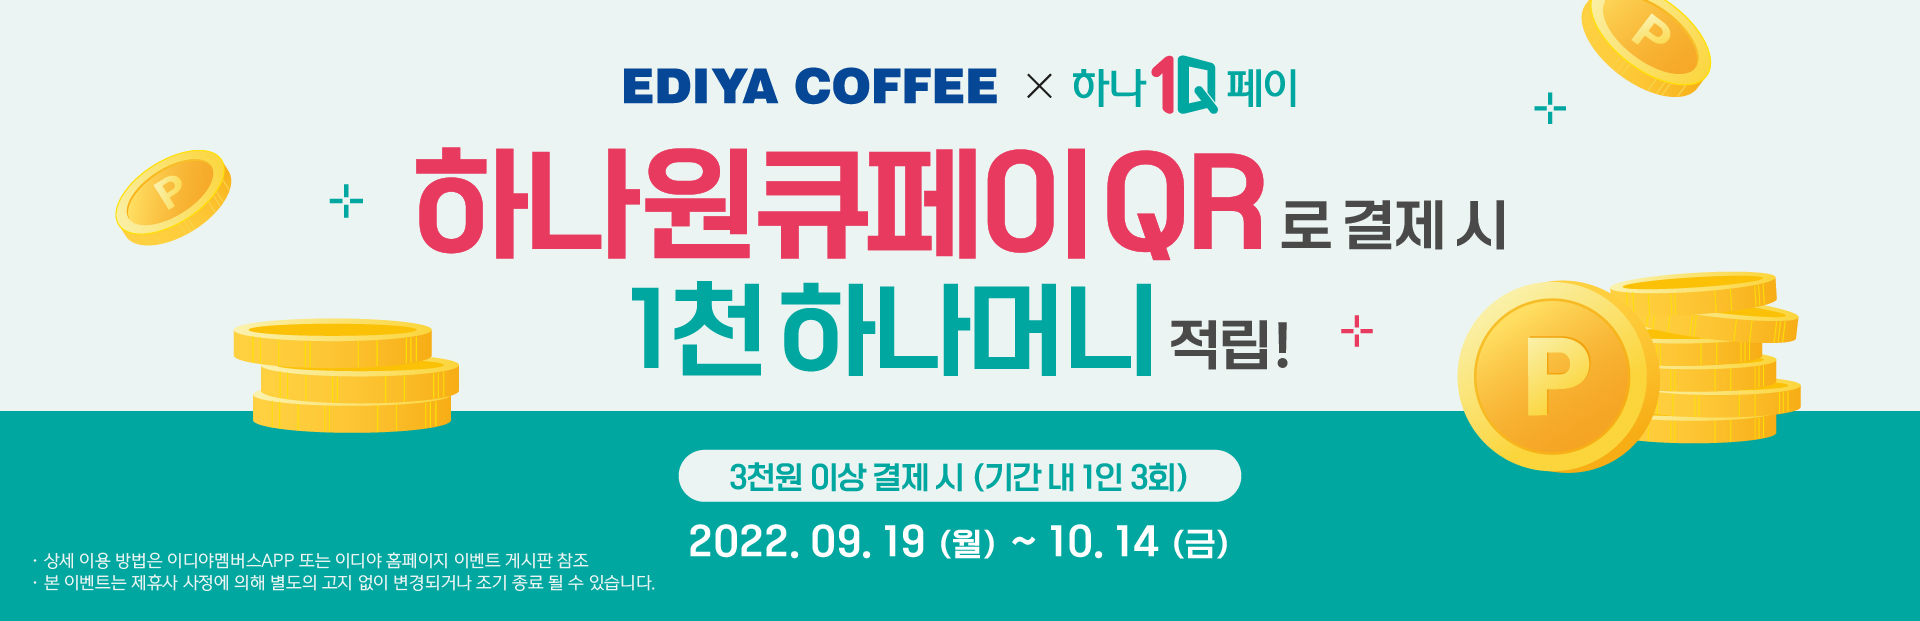 EDIYA COFFEE × 하나1Q페이
하나원큐페이 QR 로 결제 시
1천 하나머니 적립!
3천원 이상 결제 시 (기간 내 1인 3회)
2022. 09. 19 (월) ~ 10. 14 (금)
· 상세 이용 방법은 이디야멤버스APP 또는 이디야 홈페이지 이벤트 게시판 참조
· 본 이벤트는 제휴사 사정에 의해 별도의 고지 없이 변경되거나 조기 종료 될 수 있습니다.
P
P
P